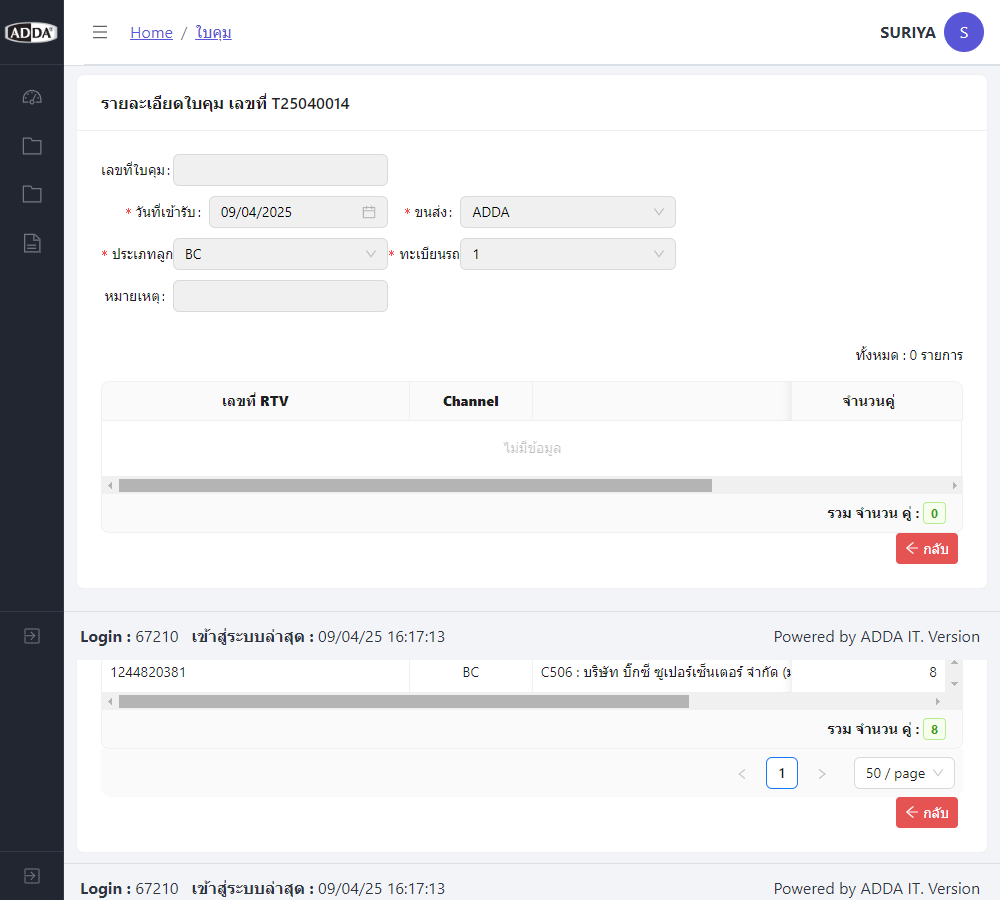 ADDA
Home / ใบคุม
SURIYA S
รายละเอียดใบคุม เลขที่ T25040014
เลขที่ใบคุม :
* วันที่เข้ารับ : 09/04/2025 * ขนส่ง : ADDA
* ประเภทลูก BC * ทะเบียนรถ 1
หมายเหตุ :
ทั้งหมด : 0 รายการ
เลขที่ RTV Channel จำนวนคู่
ไม่มีข้อมูล
รวม จำนวน คู่ : 0
กลับ
Login : 67210 เข้าสู่ระบบล่าสุด : 09/04/25 16:17:13 Powered by ADDA IT. Version
1244820381 BC C506 : บริษัท บิ๊กซี ซูเปอร์เซ็นเตอร์ จำกัด (ม 8
รวม จำนวน คู่ : 8
< 1 > 50 / page
กลับ
Login : 67210 เข้าสู่ระบบล่าสุด : 09/04/25 16:17:13 Powered by ADDA IT. Version